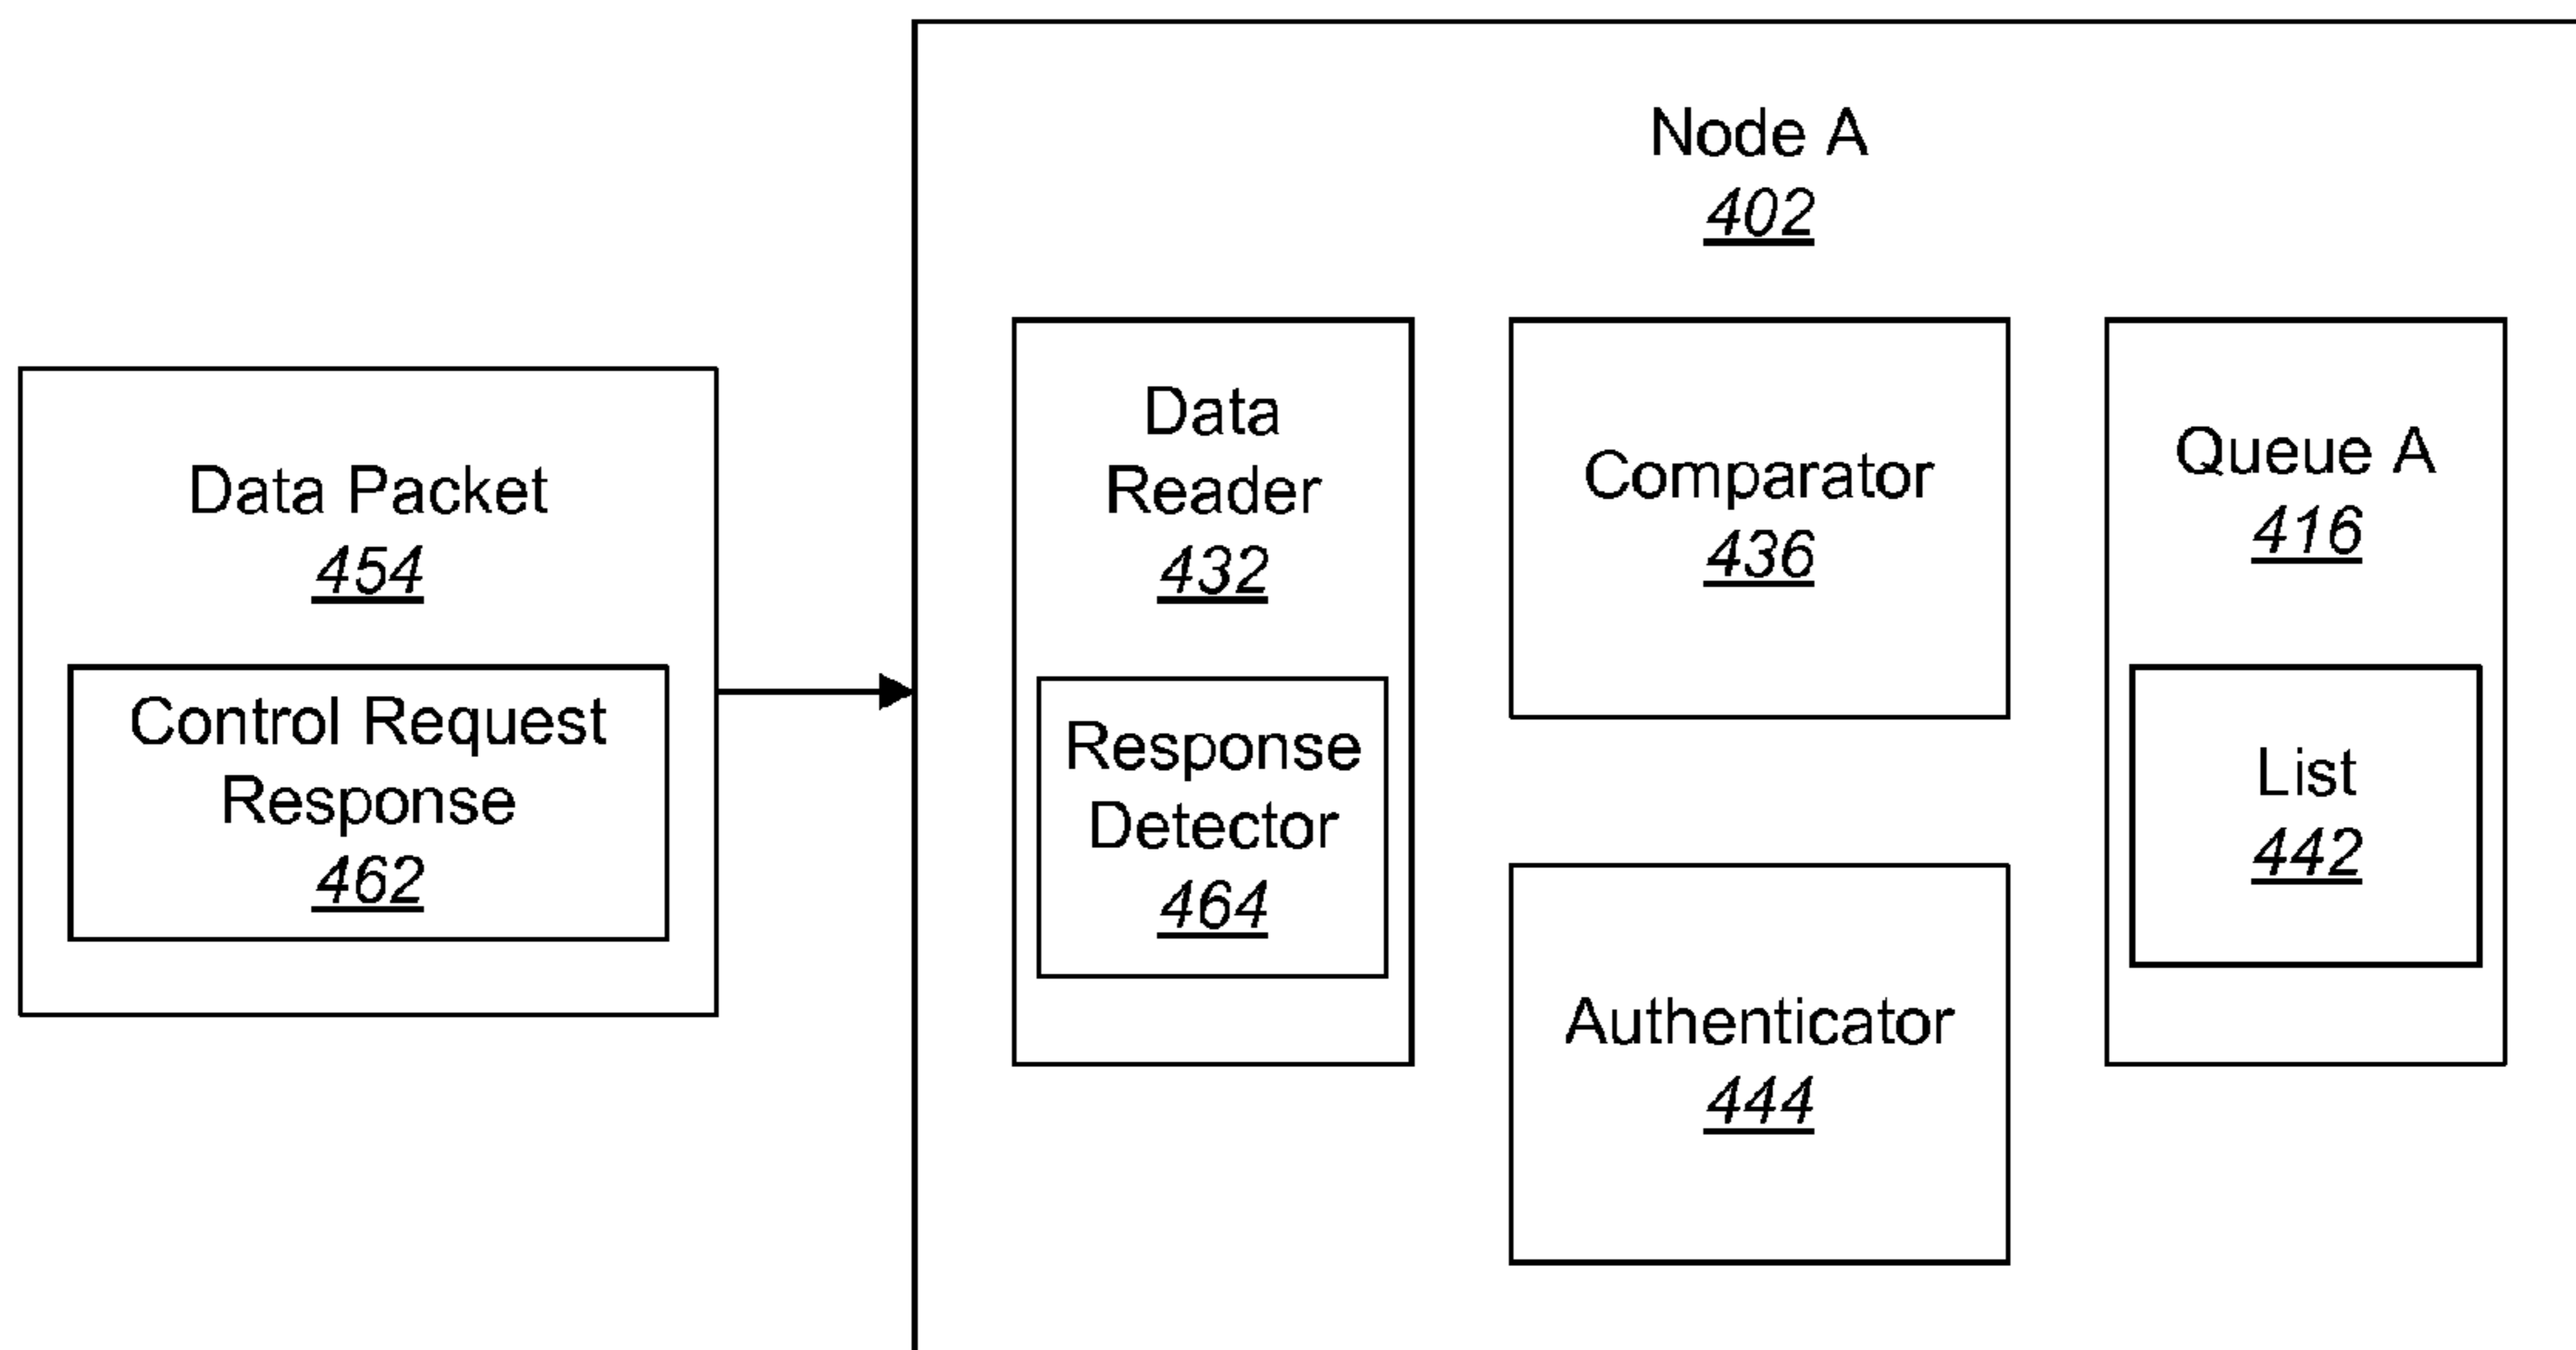 Node A
402
Data Packet
454
Control Request
Response
462
Data
Reader
432
Response
Detector
464
Comparator
436
Authenticator
444
Queue A
416
List
442